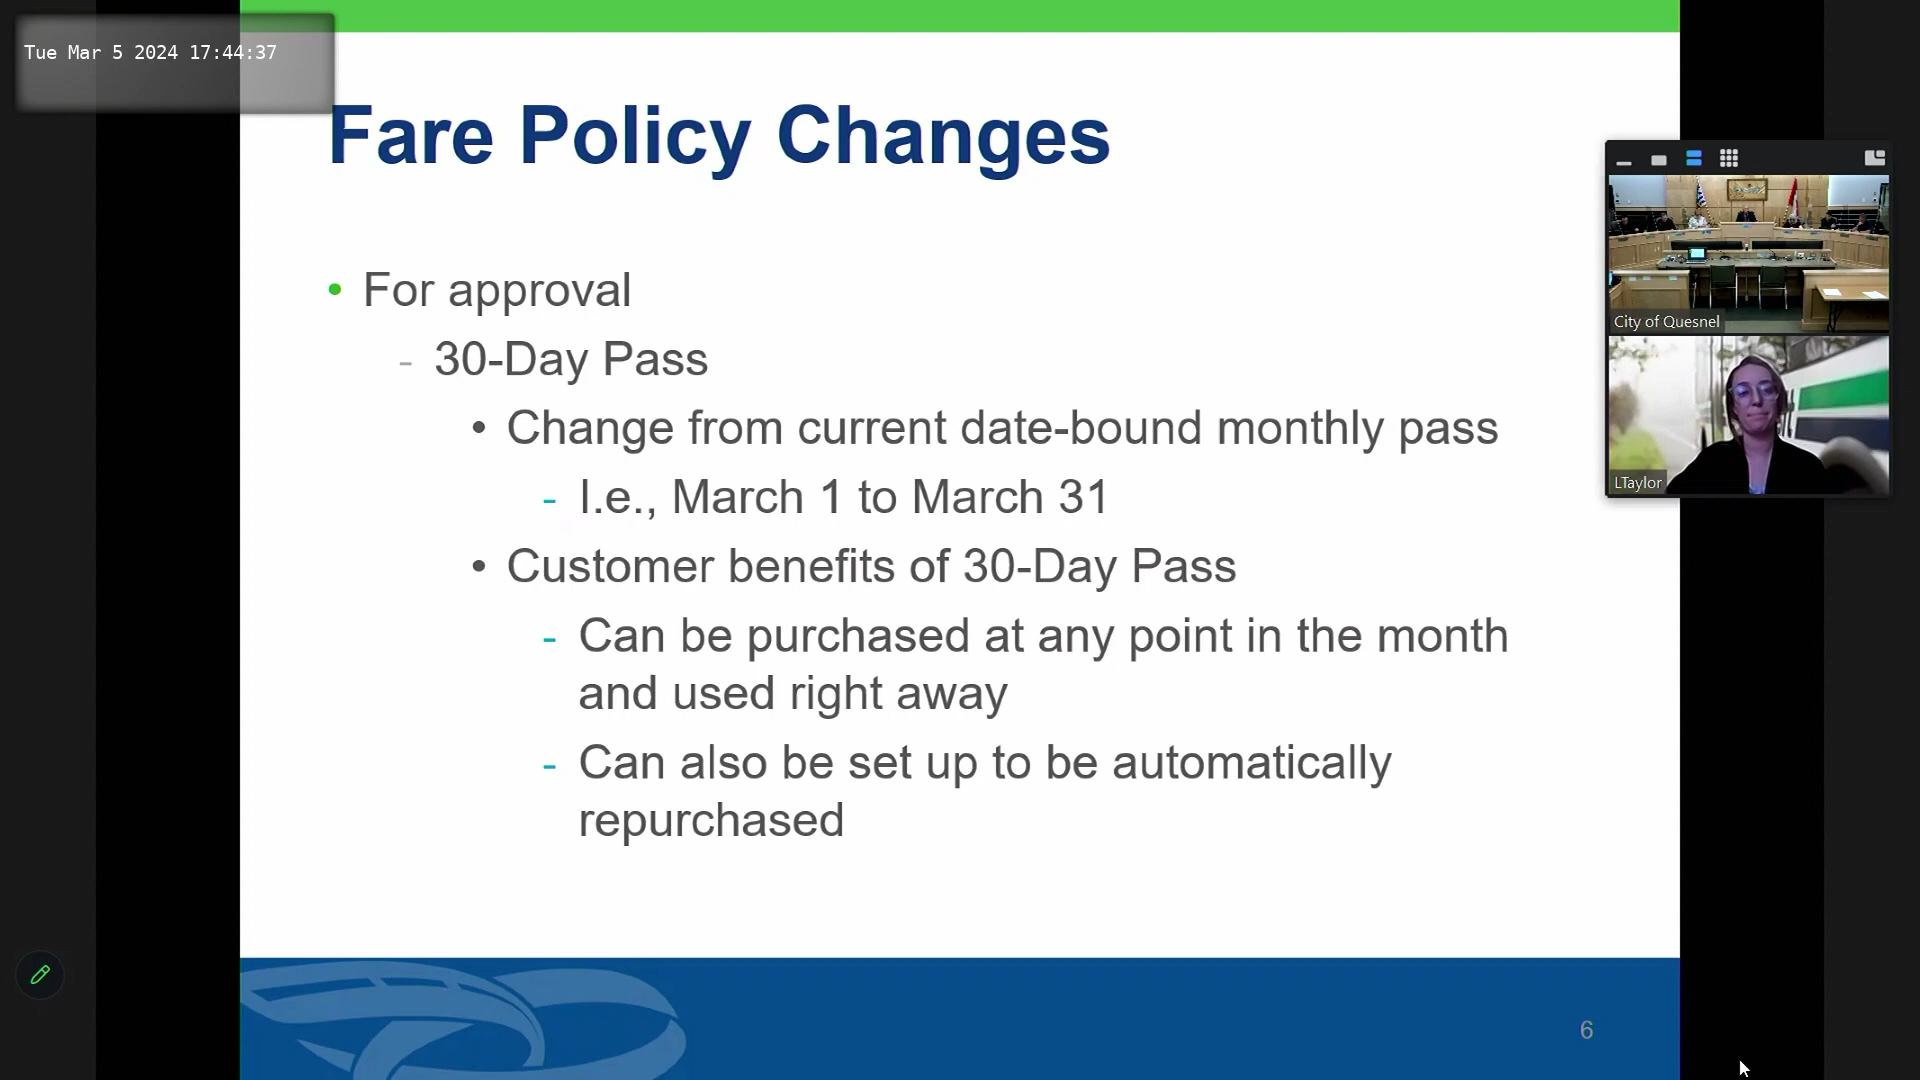 Tue Mar 5 2024 17:44:37
Fare Policy Changes
• For approval
- 30-Day Pass
• Change from current date-bound monthly pass
- I.e., March 1 to March 31
• Customer benefits of 30-Day Pass
- Can be purchased at any point in the month
and used right away
- Can also be set up to be automatically
repurchased
City of Quesnel
LTaylor
6